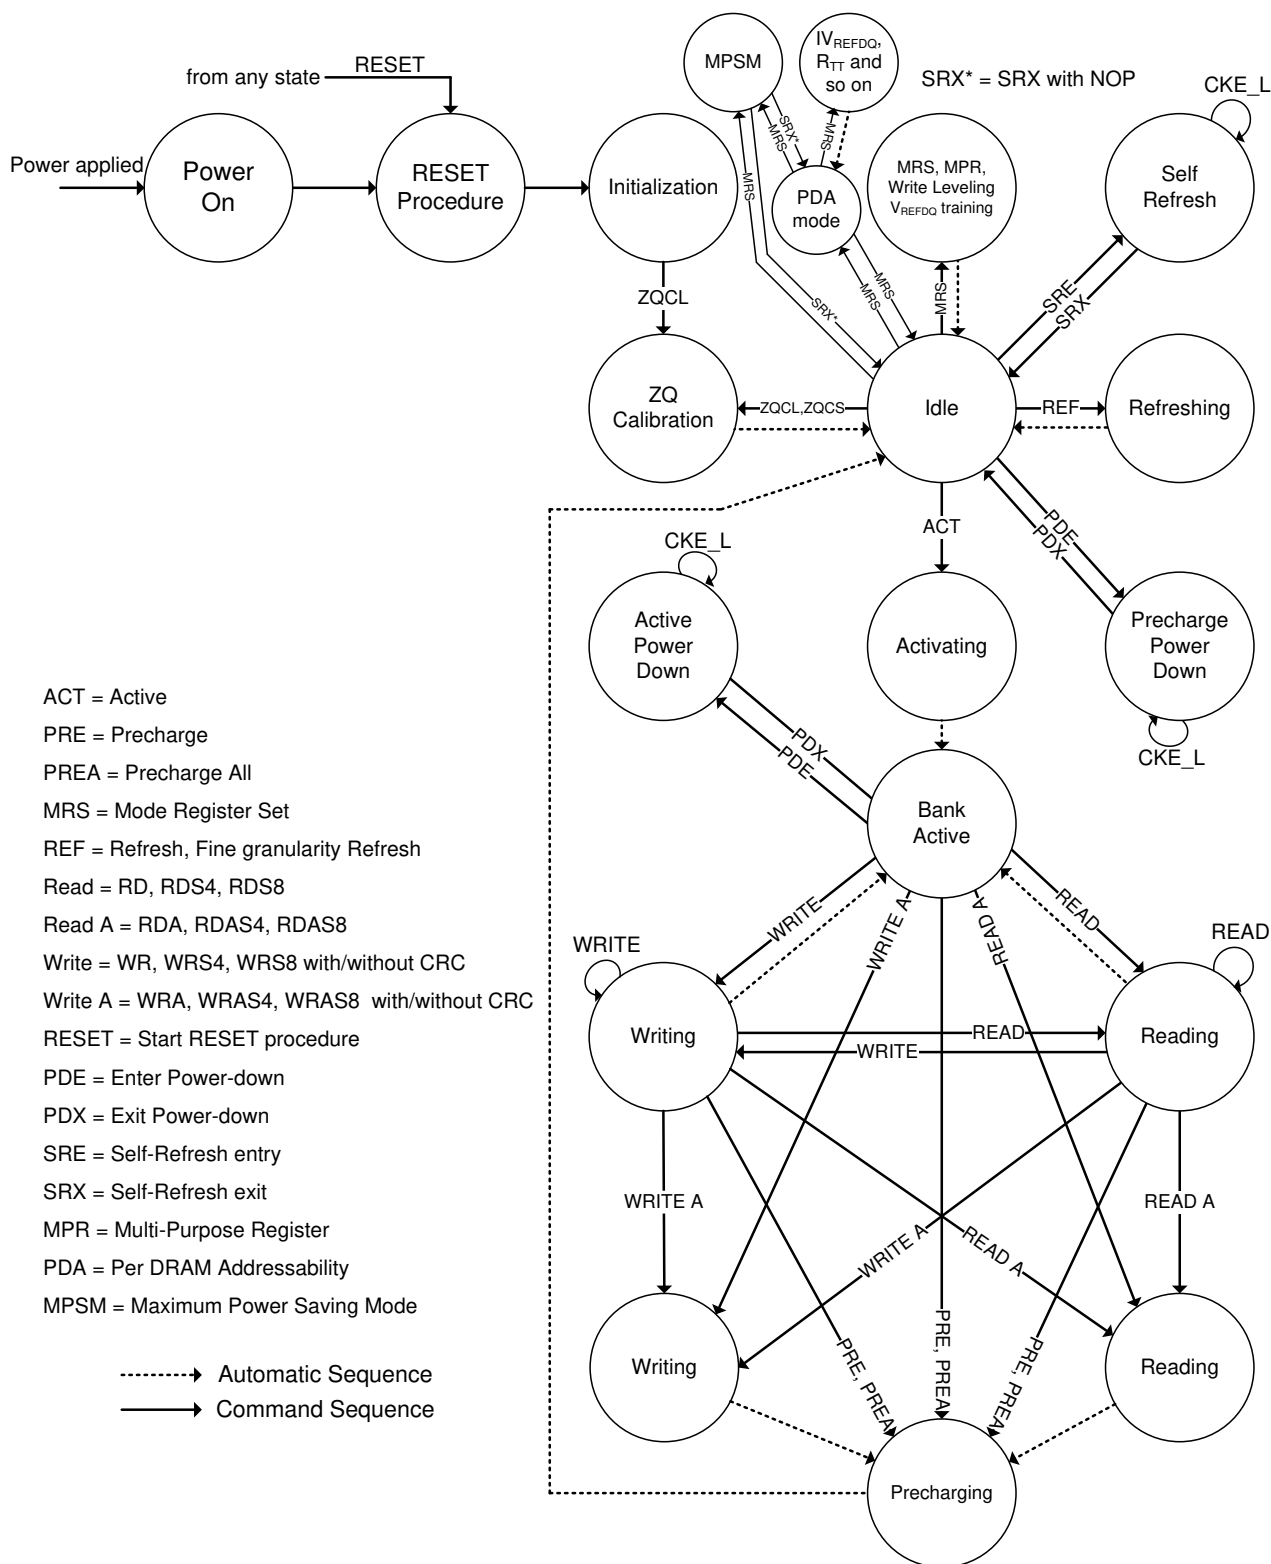 MPSM
IVREFDQ,
RTT and
so on
from any state
RESET
SRX* = SRX with NOP
CKE_L
Power applied
Power
On
RESET
Procedure
Initialization
MRS
SRX*
MRS
MRS
PDA
mode
MRS, MPR,
Write Leveling
VREFDQ training
Self
Refresh
ZQCL
SRX*
MRS
MRS
MRS
SRE
SRX
ZQ
Calibration
ZQCL,ZQCS
Idle
REF
Refreshing
ACT
PDE
PDX
CKE_L
Active
Power
Down
Activating
Precharge
Power
Down
CKE_L
PDX
PDE
Bank
Active
ACT = Active
PRE = Precharge
PREA = Precharge All
MRS = Mode Register Set
REF = Refresh, Fine granularity Refresh
Read = RD, RDS4, RDS8
Read A = RDA, RDAS4, RDAS8
Write = WR, WRS4, WRS8 with/without CRC
Write A = WRA, WRAS4, WRAS8 with/without CRC
RESET = Start RESET procedure
PDE = Enter Power-down
PDX = Exit Power-down
SRE = Self-Refresh entry
SRX = Self-Refresh exit
MPR = Multi-Purpose Register
PDA = Per DRAM Addressability
MPSM = Maximum Power Saving Mode
Automatic Sequence
Command Sequence
WRITE
WRITE
WRITE A
READ A
READ
READ
Writing
READ
WRITE
Reading
WRITE A
READ A
WRITE A
READ A
Writing
PRE, PREA
PRE, PREA
PRE, PREA
Reading
Precharging